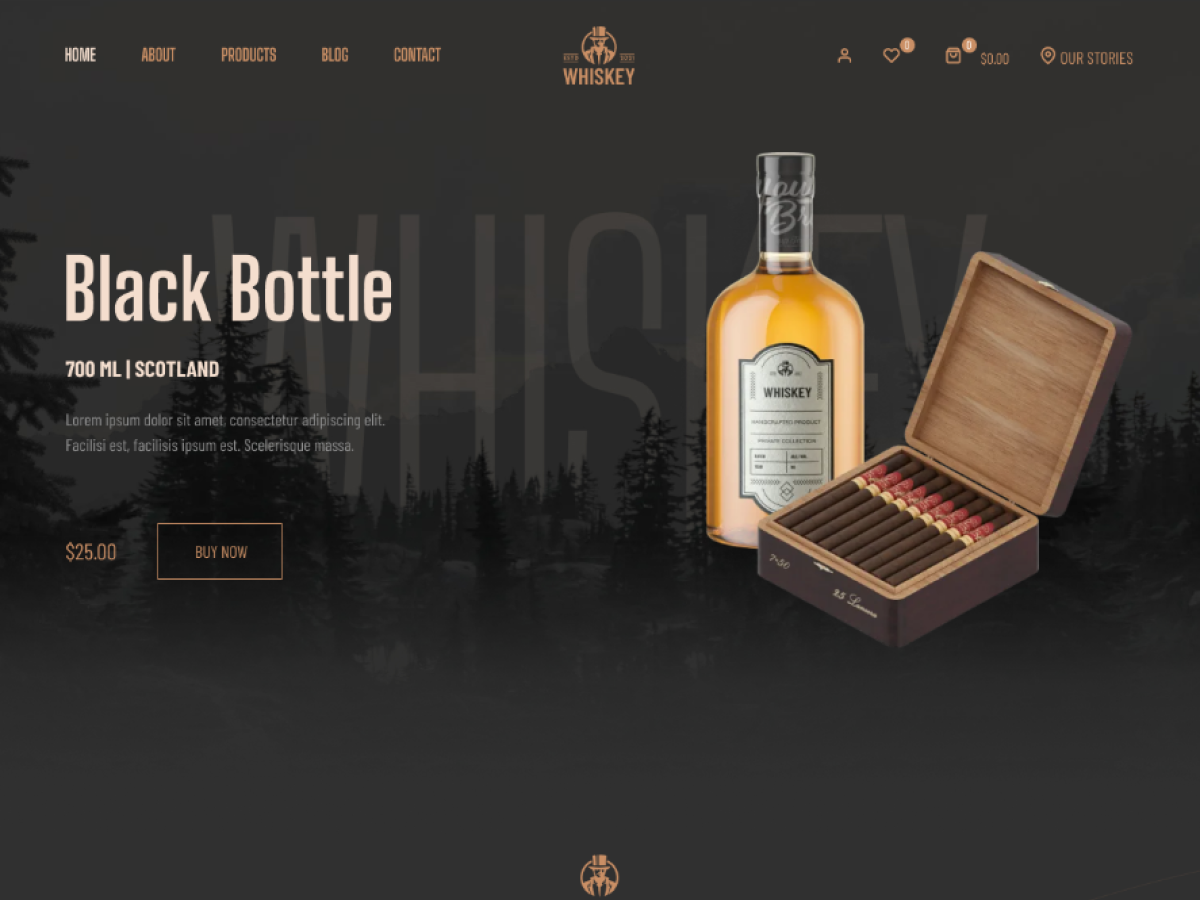 HOME ABOUT PRODUCTS BLOG CONTACT
WHISKEY
0
0
$0.00
OUR STORIES
WHISKEY
Black Bottle
700 ML | SCOTLAND
Lorem ipsum dolor sit amet, consectetur adipiscing elit.
Facilisi est, facilisis ipsum est. Scelerisque massa.
$25.00
BUY NOW
WHISKEY
HANDCRAFTED PRODUCT
PRIVATE COLLECTION
7-50